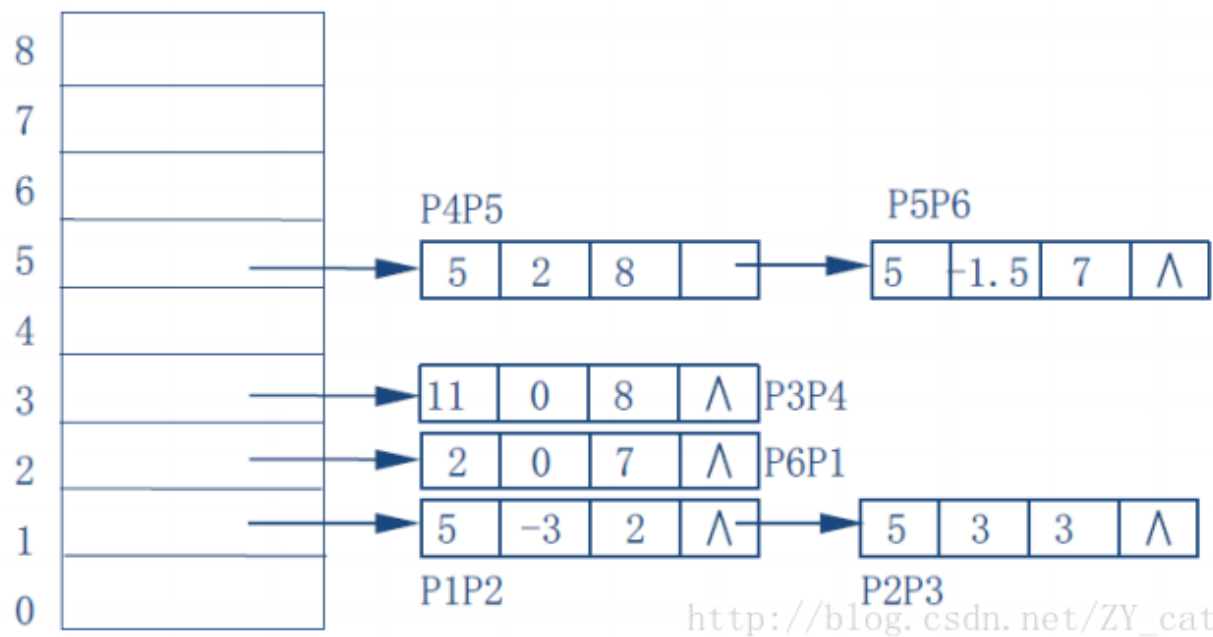 8
7
6
P4P5
P5P6
5
5 2 8
5 -1.5 7 Λ
4
3
11 0 8 Λ
P3P4
2
2 0 7 Λ
P6P1
1
5 -3 2 Λ
5 3 3 Λ
P1P2
P2P3
0
http://blog.csdn.net/ZY_cat